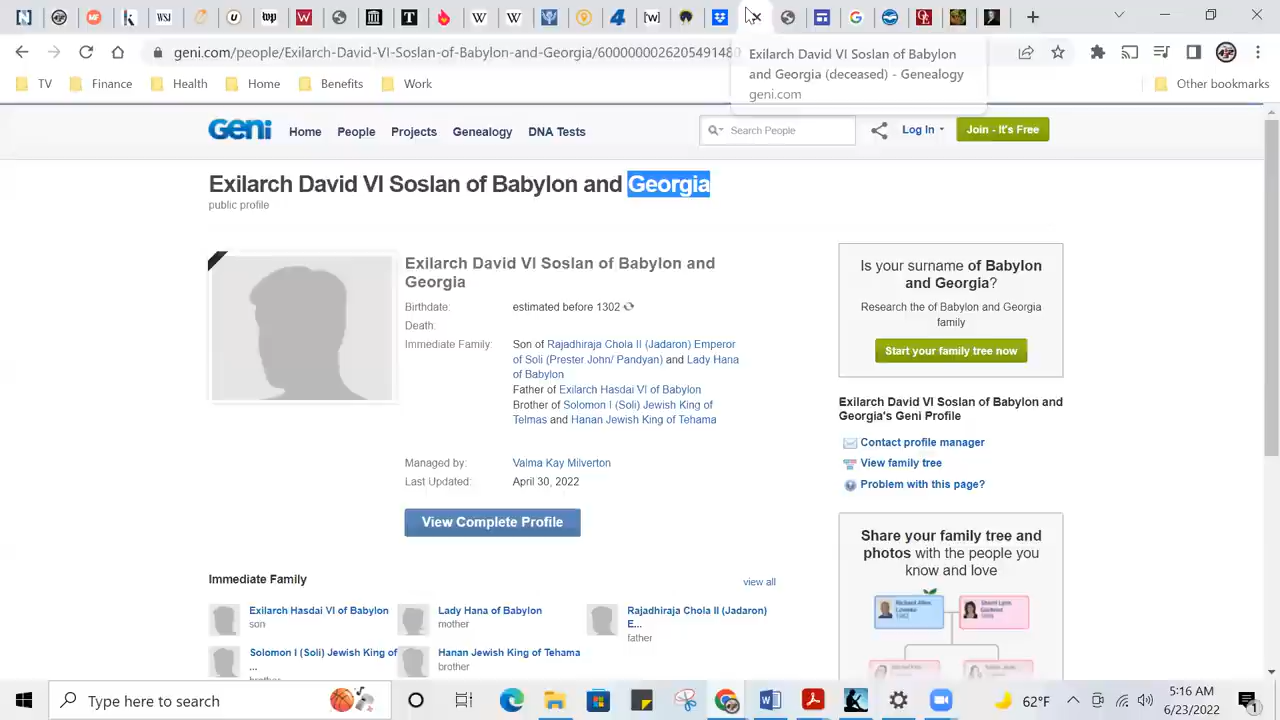 geni.com/people/Exilarch-David-VI-Soslan-of-Babylon-and-Georgia/6000000026205491480
Exilarch David VI Soslan of Babylon
and Georgia (deceased) - Genealogy
geni.com
TV
Finance
Health
Home
Benefits
Work
Other bookmarks
Geni
Home
People
Projects
Genealogy
DNA Tests
Search People
Log In
Join - It's Free
Exilarch David VI Soslan of Babylon and Georgia
public profile
Exilarch David VI Soslan of Babylon and
Georgia
Birthdate: estimated before 1302
Death:
Immediate Family: Son of Rajadhiraja Chola II (Jadaron) Emperor
of Soli (Prester John/ Pandyan) and Lady Hana
of Babylon
Father of Exilarch Hasdai VI of Babylon
Brother of Solomon I (Soli) Jewish King of
Telmas and Hanan Jewish King of Tehama
Managed by: Valma Kay Milverton
Last Updated: April 30, 2022
View Complete Profile
Immediate Family
view all
Exilarch Hasdai VI of Babylon
son
Lady Hana of Babylon
mother
Rajadhiraja Chola II (Jadaron)
E...
father
Solomon I (Soli) Jewish King of
...
brother
Hanan Jewish King of Tehama
brother
Is your surname of Babylon
and Georgia?
Research the of Babylon and Georgia
family
Start your family tree now
Exilarch David VI Soslan of Babylon and
Georgia's Geni Profile
Contact profile manager
View family tree
Problem with this page?
Share your family tree and
photos with the people you
know and love
Type here to search
62°F
5:16 AM
6/23/2022